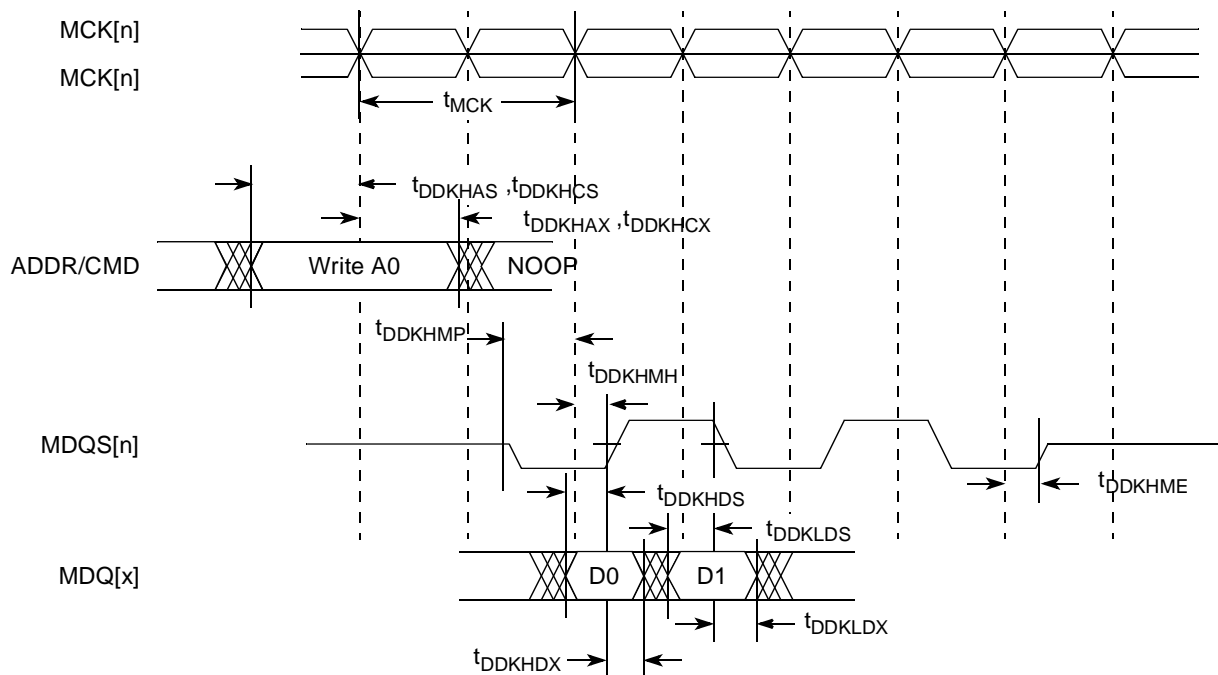 MCK[n]
MCK[n]
tMCK
tDDKHAS ,tDDKHCS
tDDKHAX ,tDDKHCX
ADDR/CMD
Write A0
NOOP
tDDKHMP
tDDKHMH
MDQS[n]
tDDKHME
tDDKHDS
tDDKLDS
MDQ[x]
D0
D1
tDDKLDX
tDDKHDX